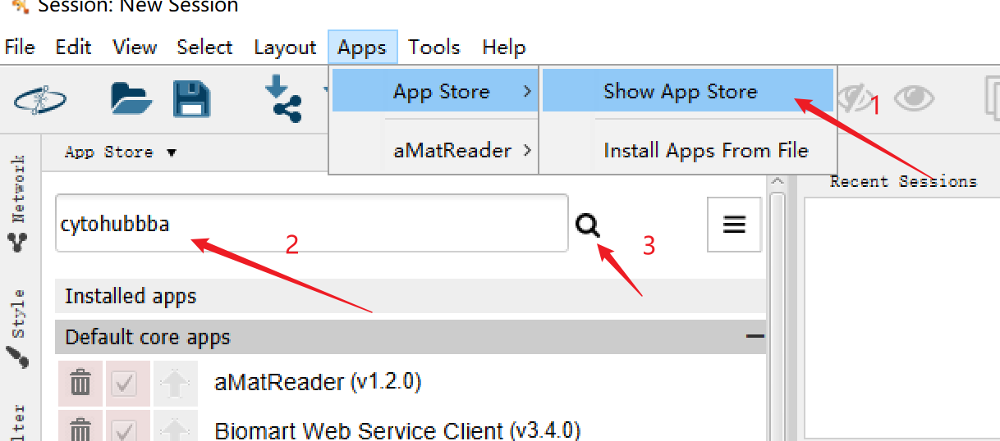 Session: New Session
File Edit View Select Layout Apps Tools Help
App Store
Show App Store
1
aMatReader
Install Apps From File
App Store
Recent Sessions
Network
cytohubbba
2
3
Style
Installed apps
Default core apps
aMatReader (v1.2.0)
Biomart Web Service Client (v3.4.0)
lter